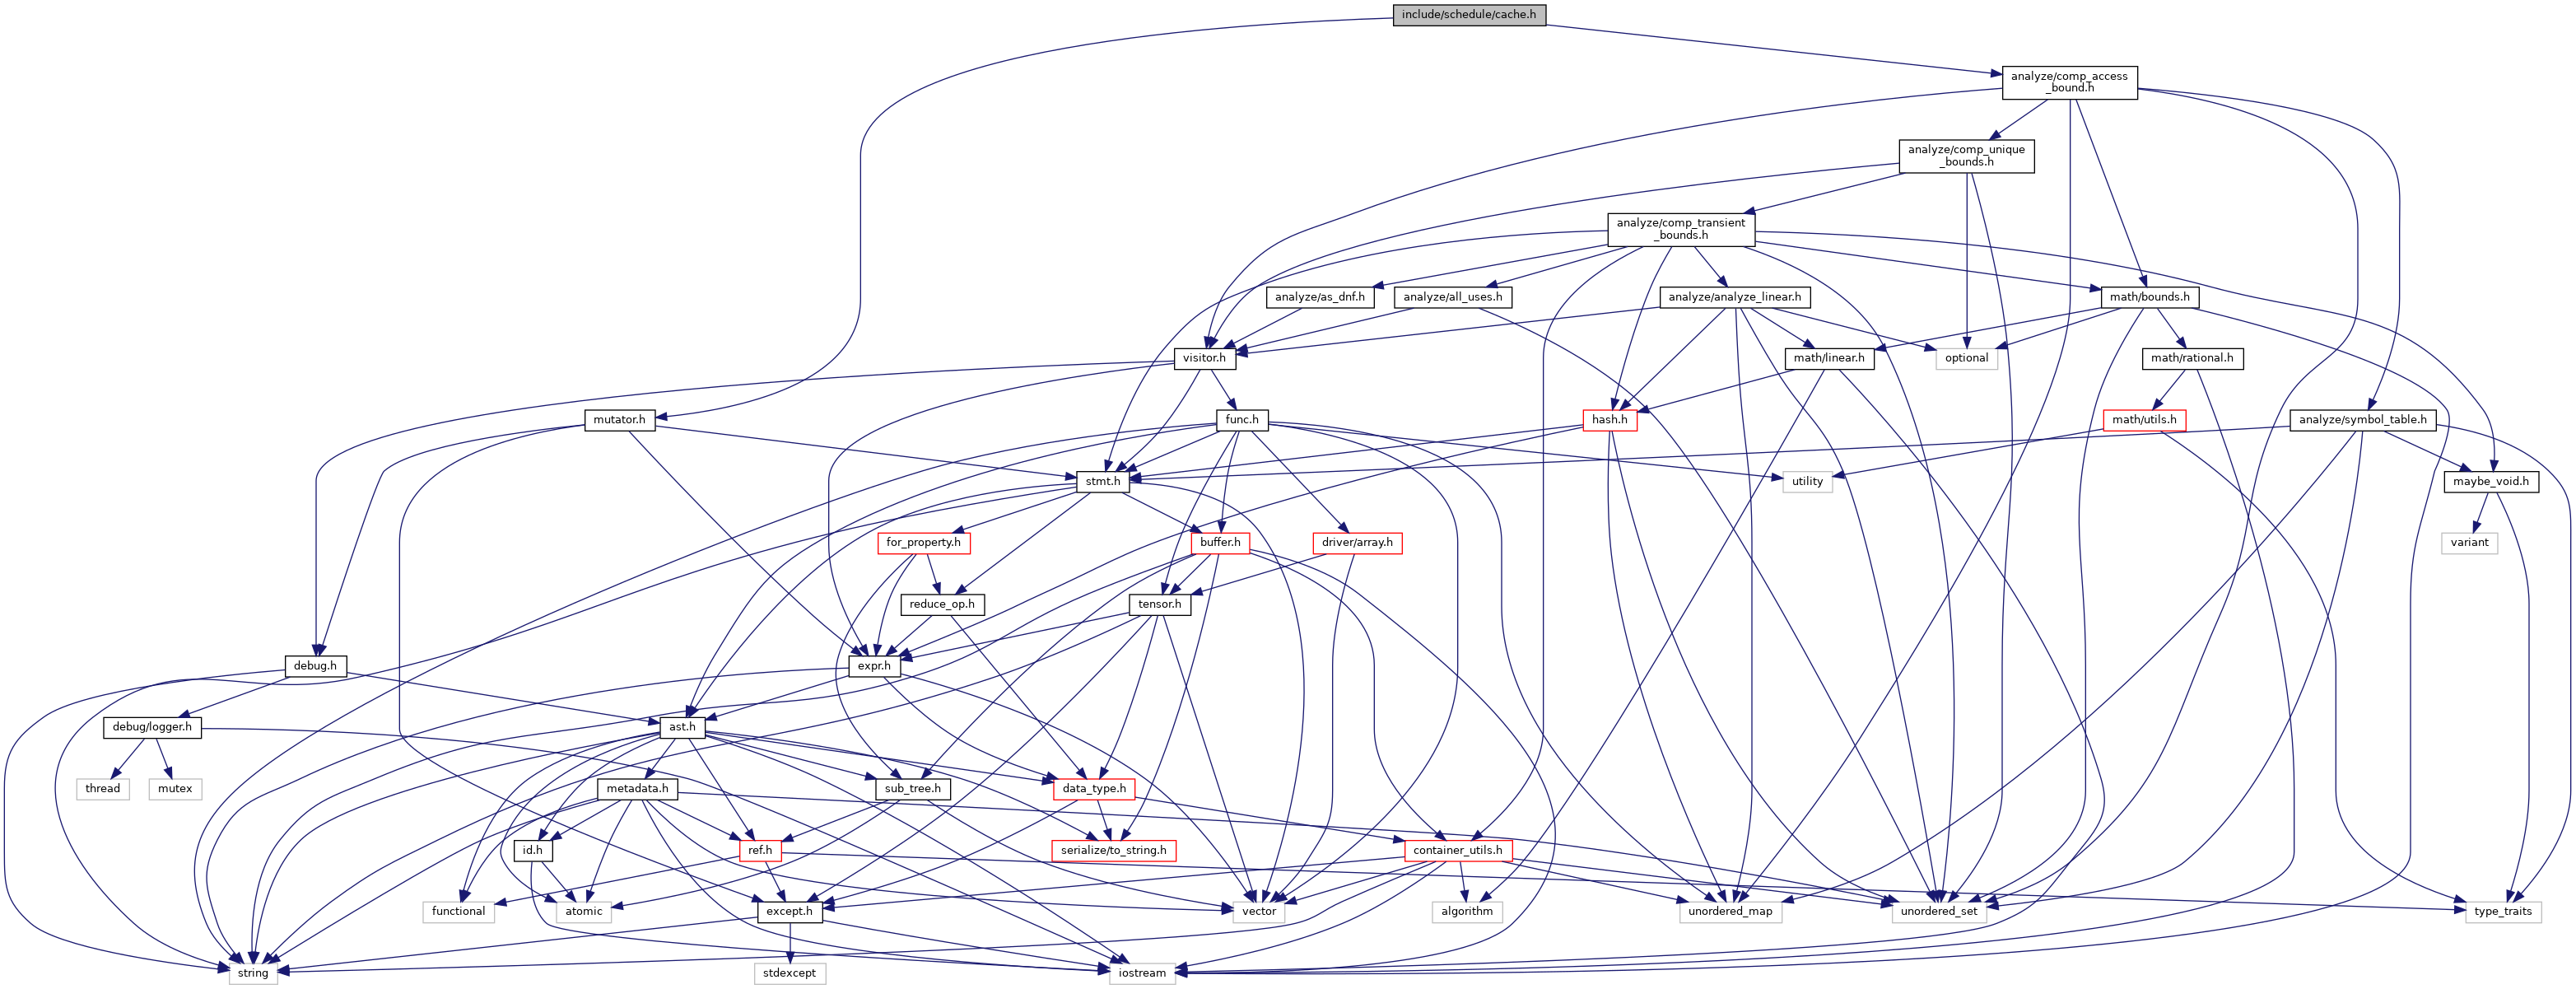 include/schedule/cache.h
analyze/comp_access
_bound.h
analyze/comp_unique
_bounds.h
analyze/comp_transient
_bounds.h
analyze/as_dnf.h
analyze/all_uses.h
analyze/analyze_linear.h
math/bounds.h
visitor.h
math/linear.h
optional
math/rational.h
mutator.h
func.h
hash.h
math/utils.h
analyze/symbol_table.h
stmt.h
utility
maybe_void.h
for_property.h
buffer.h
driver/array.h
variant
reduce_op.h
tensor.h
debug.h
expr.h
debug/logger.h
ast.h
thread
mutex
metadata.h
sub_tree.h
data_type.h
id.h
ref.h
serialize/to_string.h
container_utils.h
functional
atomic
except.h
vector
algorithm
unordered_map
unordered_set
type_traits
string
stdexcept
iostream